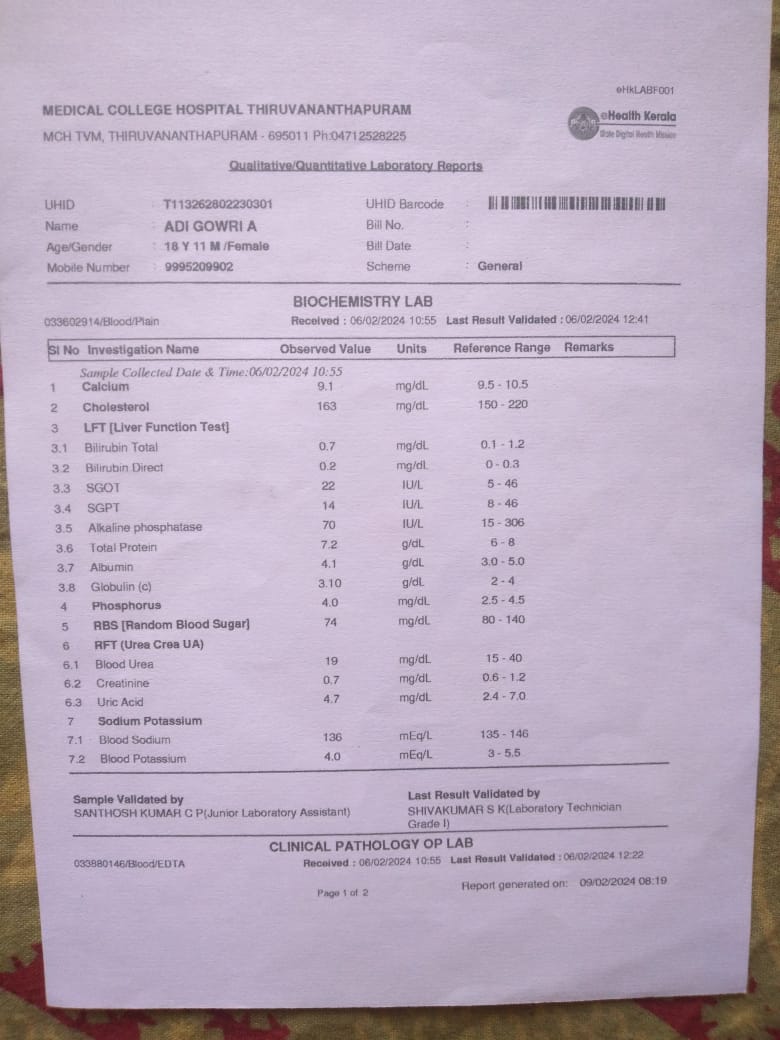 eHkLABF001
MEDICAL COLLEGE HOSPITAL THIRUVANANTHAPURAM
eHealth Kerala
State Digital Health Mission
MCH TVM, THIRUVANANTHAPURAM - 695011 Ph:04712528225
Qualitative/Quantitative Laboratory Reports
UHID : T113262802230301 UHID Barcode :
Name : ADI GOWRI A Bill No. :
Age/Gender : 18 Y 11 M /Female Bill Date :
Mobile Number : 9995209902 Scheme : General
BIOCHEMISTRY LAB
033602914/Blood/Plain Received : 06/02/2024 10:55 Last Result Validated : 06/02/2024 12:41
Sl No Investigation Name Observed Value Units Reference Range Remarks
Sample Collected Date & Time:06/02/2024 10:55
1 Calcium 9.1 mg/dL 9.5 - 10.5
2 Cholesterol 163 mg/dL 150 - 220
3 LFT [Liver Function Test]
3.1 Bilirubin Total 0.7 mg/dL 0.1 - 1.2
3.2 Bilirubin Direct 0.2 mg/dL 0 - 0.3
3.3 SGOT 22 IU/L 5 - 46
3.4 SGPT 14 IU/L 8 - 46
3.5 Alkaline phosphatase 70 IU/L 15 - 306
3.6 Total Protein 7.2 g/dL 6 - 8
3.7 Albumin 4.1 g/dL 3.0 - 5.0
3.8 Globulin (c) 3.10 g/dL 2 - 4
4 Phosphorus 4.0 mg/dL 2.5 - 4.5
5 RBS [Random Blood Sugar] 74 mg/dL 80 - 140
6 RFT (Urea Crea UA)
6.1 Blood Urea 19 mg/dL 15 - 40
6.2 Creatinine 0.7 mg/dL 0.6 - 1.2
6.3 Uric Acid 4.7 mg/dL 2.4 - 7.0
7 Sodium Potassium
7.1 Blood Sodium 136 mEq/L 135 - 146
7.2 Blood Potassium 4.0 mEq/L 3 - 5.5
Sample Validated by Last Result Validated by
SANTHOSH KUMAR C P(Junior Laboratory Assistant) SHIVAKUMAR S K(Laboratory Technician
Grade I)
CLINICAL PATHOLOGY OP LAB
033880146/Blood/EDTA Received : 06/02/2024 10:55 Last Result Validated : 06/02/2024 12:22
Page 1 of 2 Report generated on: 09/02/2024 08:19